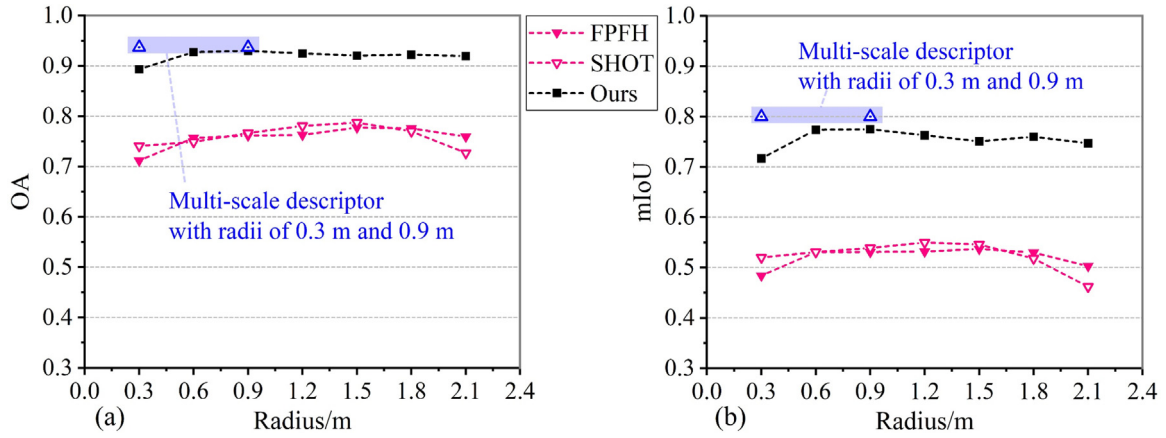 1.0
0.9
0.8
0.7
0.6
0.5
0.4
0.3
OA
0.0
0.3
0.6
0.9
1.2
1.5
1.8
2.1
2.4
(a)
Radius/m
Multi-scale descriptor
with radii of 0.3 m and 0.9 m
FPFH
SHOT
Ours
1.0
0.9
0.8
0.7
0.6
0.5
0.4
0.3
mIoU
0.0
0.3
0.6
0.9
1.2
1.5
1.8
2.1
2.4
(b)
Radius/m
Multi-scale descriptor
with radii of 0.3 m and 0.9 m